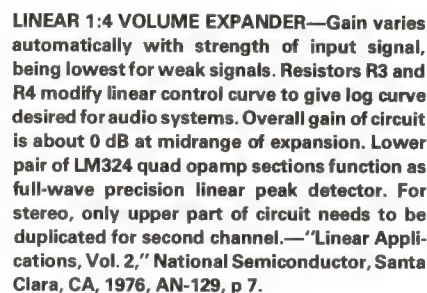 LINEAR 1:4 VOLUME EXPANDER—Gain varies
automatically with strength of input signal,
being lowest for weak signals. Resistors R3 and
R4 modify linear control curve to give log curve
desired for audio systems. Overall gain of circuit
is about 0 dB at midrange of expansion. Lower
pair of LM324 quad opamp sections function as
full-wave precision linear peak detector. For
stereo, only upper part of circuit needs to be
duplicated for second channel.—"Linear Appli-
cations, Vol. 2," National Semiconductor, Santa
Clara, CA, 1976, AN-129, p 7.